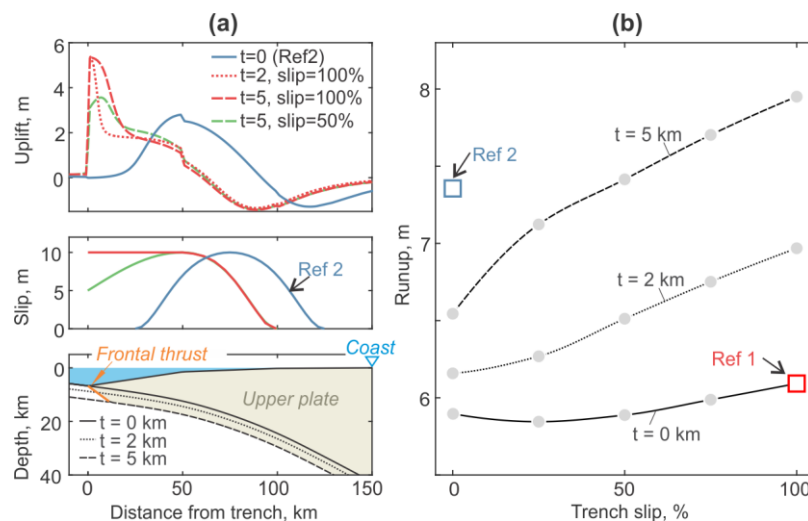 (a)
6
4
2
0
Uplift, m
t=0 (Ref2)
t=2, slip=100%
t=5, slip=100%
t=5, slip=50%
10
5
0
Slip, m
Ref 2
Frontal thrust
Coast
Upper plate
0
20
40
Depth, km
t = 0 km
t = 2 km
t = 5 km
0 50 100 150
Distance from trench, km
(b)
8
7
6
Runup, m
t = 5 km
Ref 2
t = 2 km
Ref 1
t = 0 km
0 50 100
Trench slip, %